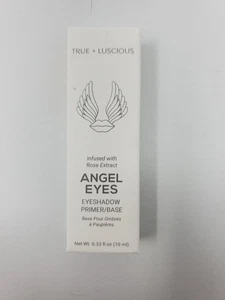 TRUE + LUSCIOUS
infused with
Rose Extract
ANGEL
EYES
EYESHADOW
PRIMER/BASE
Base Pour Ombres
à Paupières
Net Wt. 0.33 fl oz (10 ml)